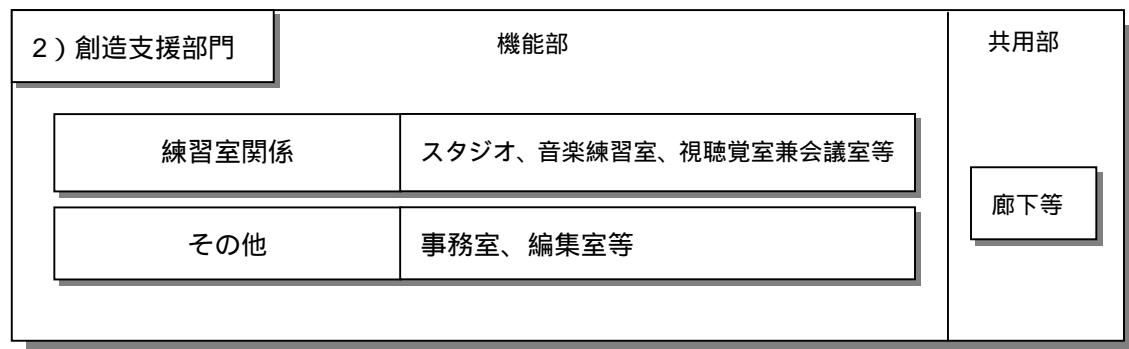 2）創造支援部門
機能部
共用部
練習室関係
スタジオ、音楽練習室、視聴覚室兼会議室等
廊下等
その他
事務室、編集室等